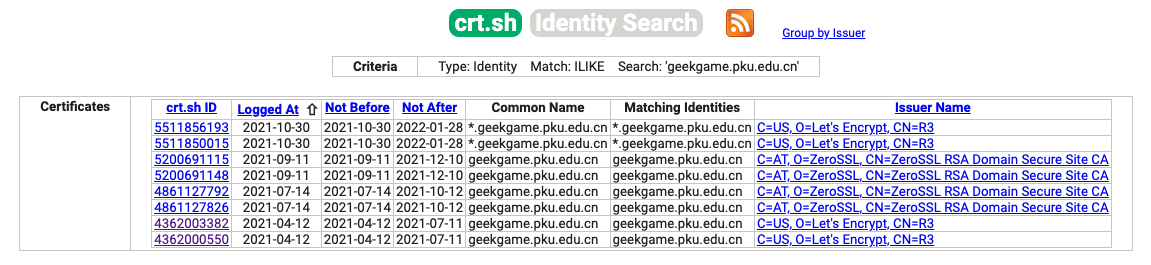 crt.sh Identity Search Group by Issuer
Criteria Type: Identity Match: ILIKE Search: 'geekgame.pku.edu.cn'
Certificates crt.sh ID Logged At ⇧ Not Before Not After Common Name Matching Identities Issuer Name
5511856193 2021-10-30 2021-10-30 2022-01-28 *.geekgame.pku.edu.cn *.geekgame.pku.edu.cn C=US, O=Let's Encrypt, CN=R3
5511850015 2021-10-30 2021-10-30 2022-01-28 *.geekgame.pku.edu.cn *.geekgame.pku.edu.cn C=US, O=Let's Encrypt, CN=R3
5200691115 2021-09-11 2021-09-11 2021-12-10 geekgame.pku.edu.cn geekgame.pku.edu.cn C=AT, O=ZeroSSL, CN=ZeroSSL RSA Domain Secure Site CA
5200691148 2021-09-11 2021-09-11 2021-12-10 geekgame.pku.edu.cn geekgame.pku.edu.cn C=AT, O=ZeroSSL, CN=ZeroSSL RSA Domain Secure Site CA
4861127792 2021-07-14 2021-07-14 2021-10-12 geekgame.pku.edu.cn geekgame.pku.edu.cn C=AT, O=ZeroSSL, CN=ZeroSSL RSA Domain Secure Site CA
4861127826 2021-07-14 2021-07-14 2021-10-12 geekgame.pku.edu.cn geekgame.pku.edu.cn C=AT, O=ZeroSSL, CN=ZeroSSL RSA Domain Secure Site CA
4362003382 2021-04-12 2021-04-12 2021-07-11 geekgame.pku.edu.cn geekgame.pku.edu.cn C=US, O=Let's Encrypt, CN=R3
4362000550 2021-04-12 2021-04-12 2021-07-11 geekgame.pku.edu.cn geekgame.pku.edu.cn C=US, O=Let's Encrypt, CN=R3